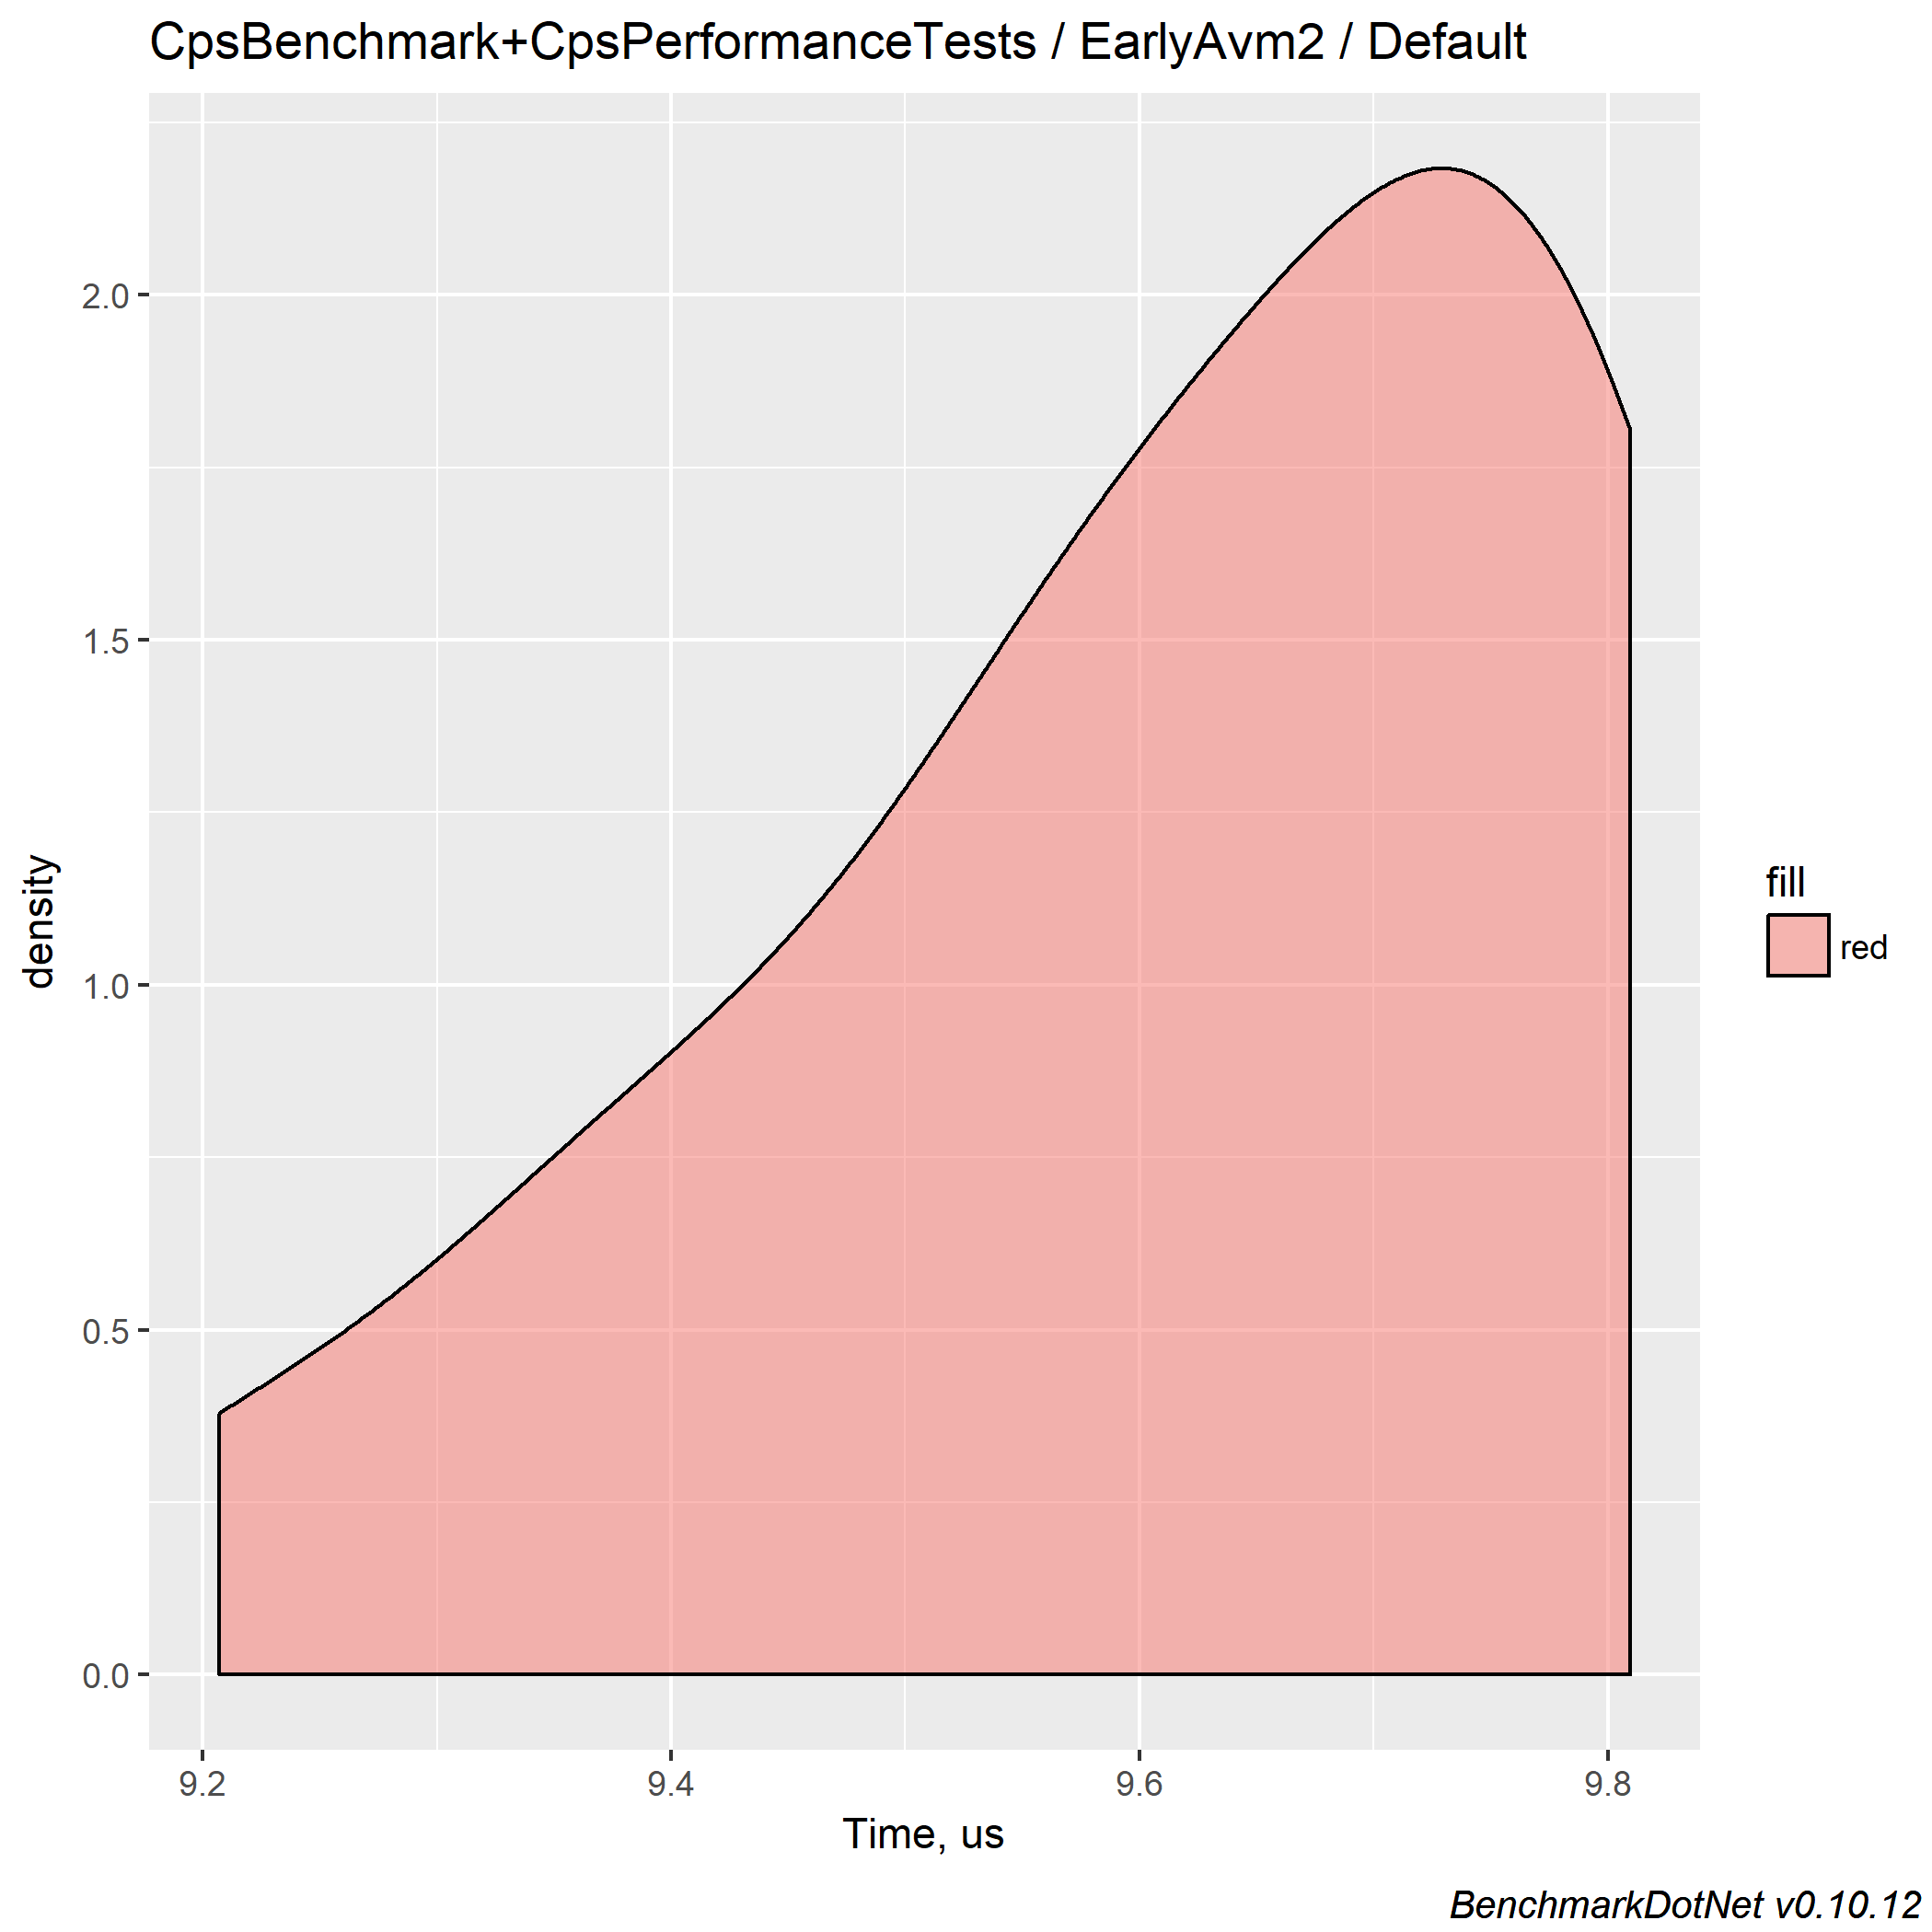 CpsBenchmark+CpsPerformanceTests / EarlyAvm2 / Default
2.0
1.5
1.0
0.5
0.0
density
9.2 9.4 9.6 9.8
Time, us
fill
red
BenchmarkDotNet v0.10.12